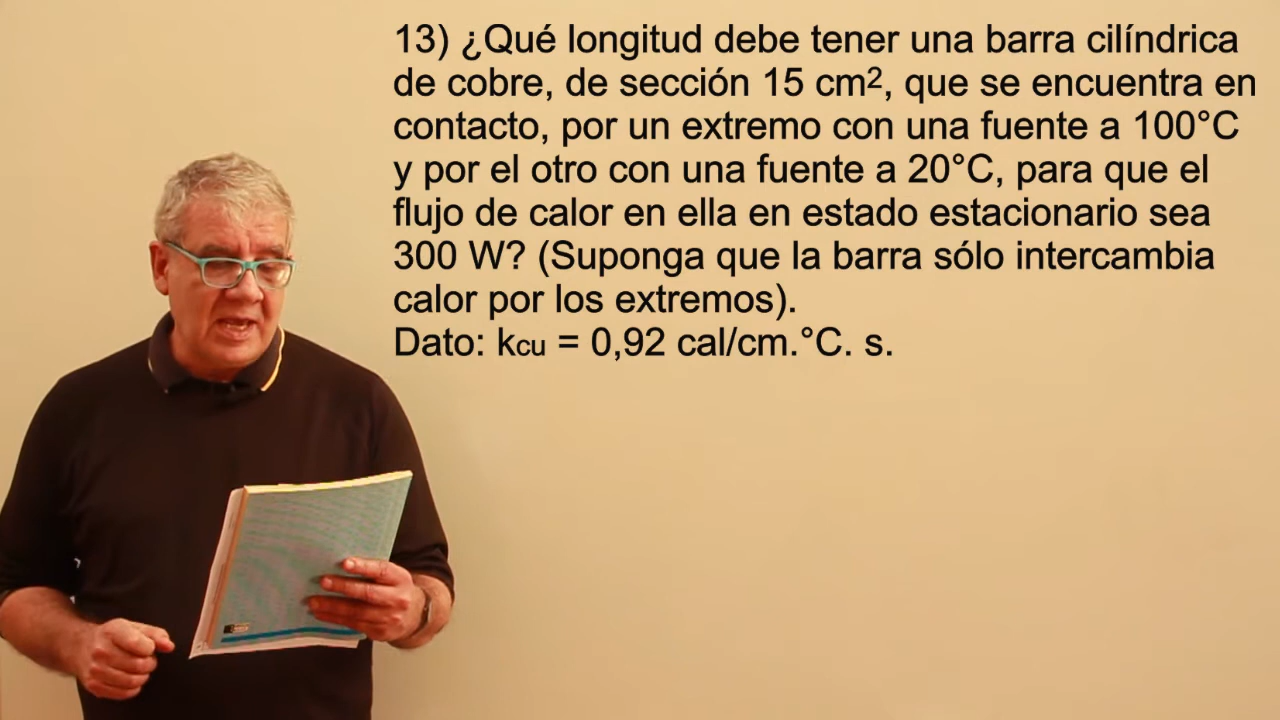 13) ¿Qué longitud debe tener una barra cilíndrica
de cobre, de sección 15 cm², que se encuentra en
contacto, por un extremo con una fuente a 100°C
y por el otro con una fuente a 20°C, para que el
flujo de calor en ella en estado estacionario sea
300 W? (Suponga que la barra sólo intercambia
calor por los extremos).
Dato: kcu = 0,92 cal/cm.°C. s.